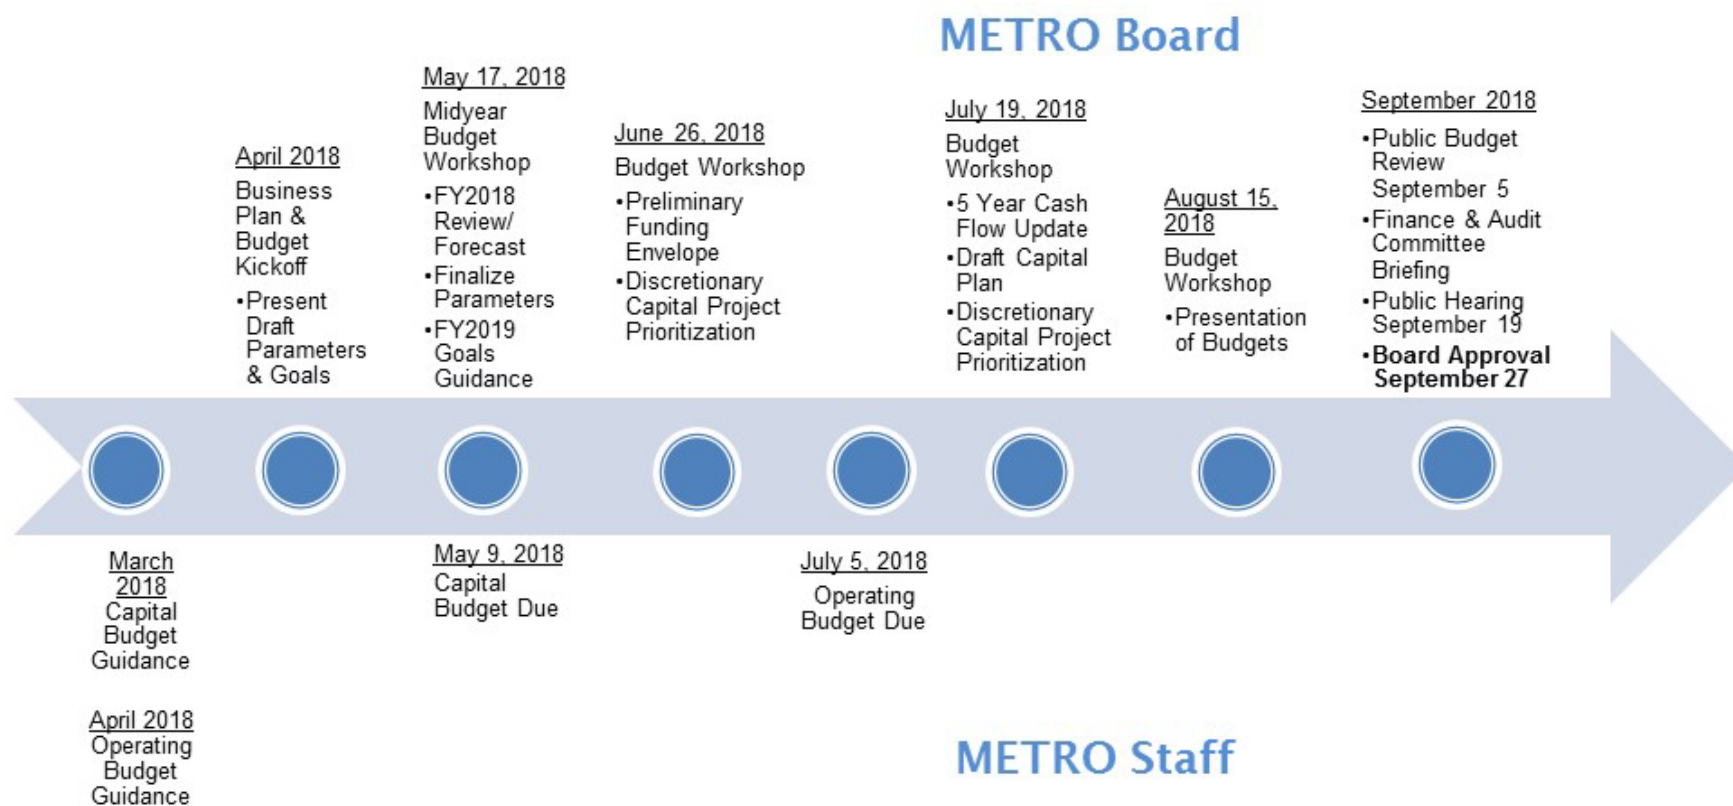 METRO Board
April 2018
Business
Plan &
Budget
Kickoff
•Present
Draft
Parameters
& Goals
May 17, 2018
Midyear
Budget
Workshop
•FY2018
Review/
Forecast
•Finalize
Parameters
•FY2019
Goals
Guidance
June 26, 2018
Budget Workshop
•Preliminary
Funding
Envelope
•Discretionary
Capital Project
Prioritization
July 19, 2018
Budget
Workshop
•5 Year Cash
Flow Update
•Draft Capital
Plan
•Discretionary
Capital Project
Prioritization
August 15,
2018
Budget
Workshop
•Presentation
of Budgets
September 2018
•Public Budget
Review
September 5
•Finance & Audit
Committee
Briefing
•Public Hearing
September 19
•Board Approval
September 27
March
2018
Capital
Budget
Guidance
April 2018
Operating
Budget
Guidance
May 9, 2018
Capital
Budget Due
July 5, 2018
Operating
Budget Due
METRO Staff